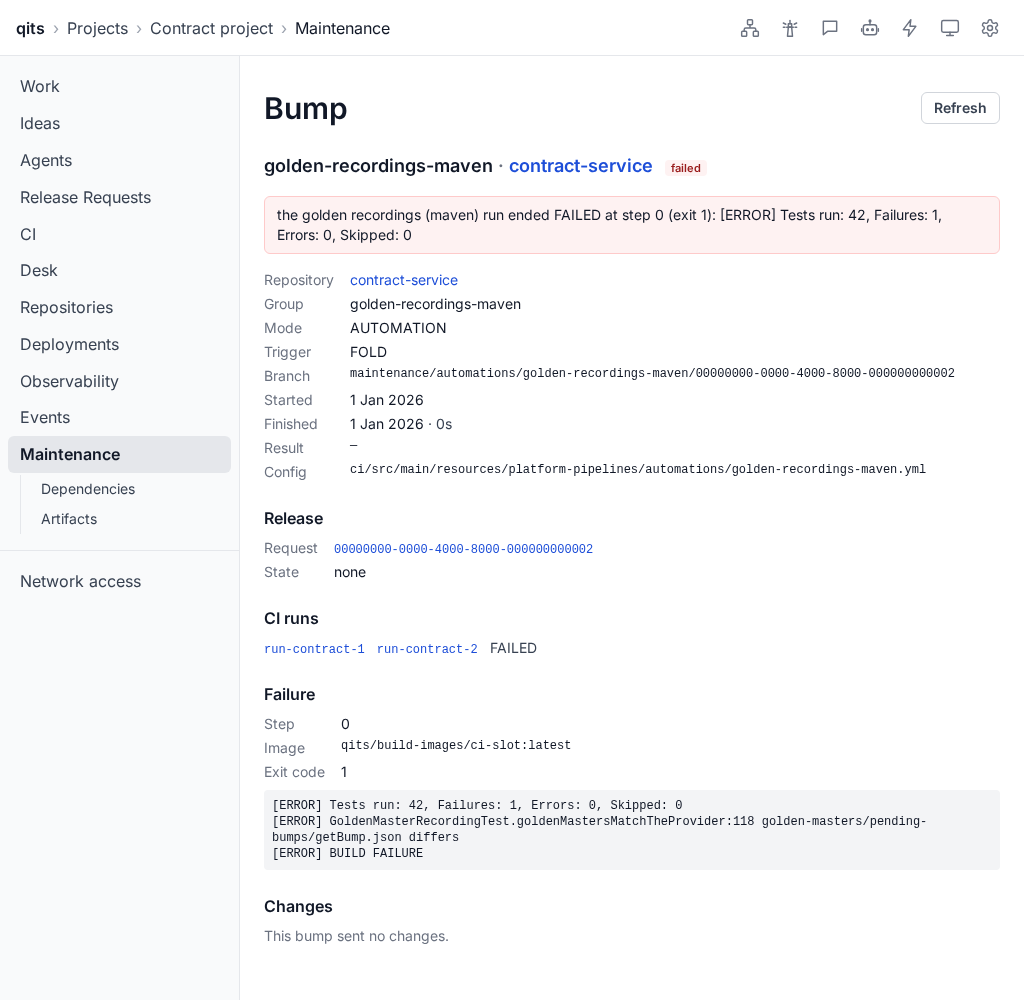 qits › Projects › Contract project › Maintenance
Work
Ideas
Agents
Release Requests
CI
Desk
Repositories
Deployments
Observability
Events
Maintenance
Dependencies
Artifacts
Network access
Bump
Refresh
golden-recordings-maven · contract-service failed
the golden recordings (maven) run ended FAILED at step 0 (exit 1): [ERROR] Tests run: 42, Failures: 1,
Errors: 0, Skipped: 0
Repository contract-service
Group golden-recordings-maven
Mode AUTOMATION
Trigger FOLD
Branch maintenance/automations/golden-recordings-maven/00000000-0000-4000-8000-000000000002
Started 1 Jan 2026
Finished 1 Jan 2026 · 0s
Result –
Config ci/src/main/resources/platform-pipelines/automations/golden-recordings-maven.yml
Release
Request 00000000-0000-4000-8000-000000000002
State none
CI runs
run-contract-1 run-contract-2 FAILED
Failure
Step 0
Image qits/build-images/ci-slot:latest
Exit code 1
[ERROR] Tests run: 42, Failures: 1, Errors: 0, Skipped: 0
[ERROR] GoldenMasterRecordingTest.goldenMastersMatchTheProvider:118 golden-masters/pending-
bumps/getBump.json differs
[ERROR] BUILD FAILURE
Changes
This bump sent no changes.